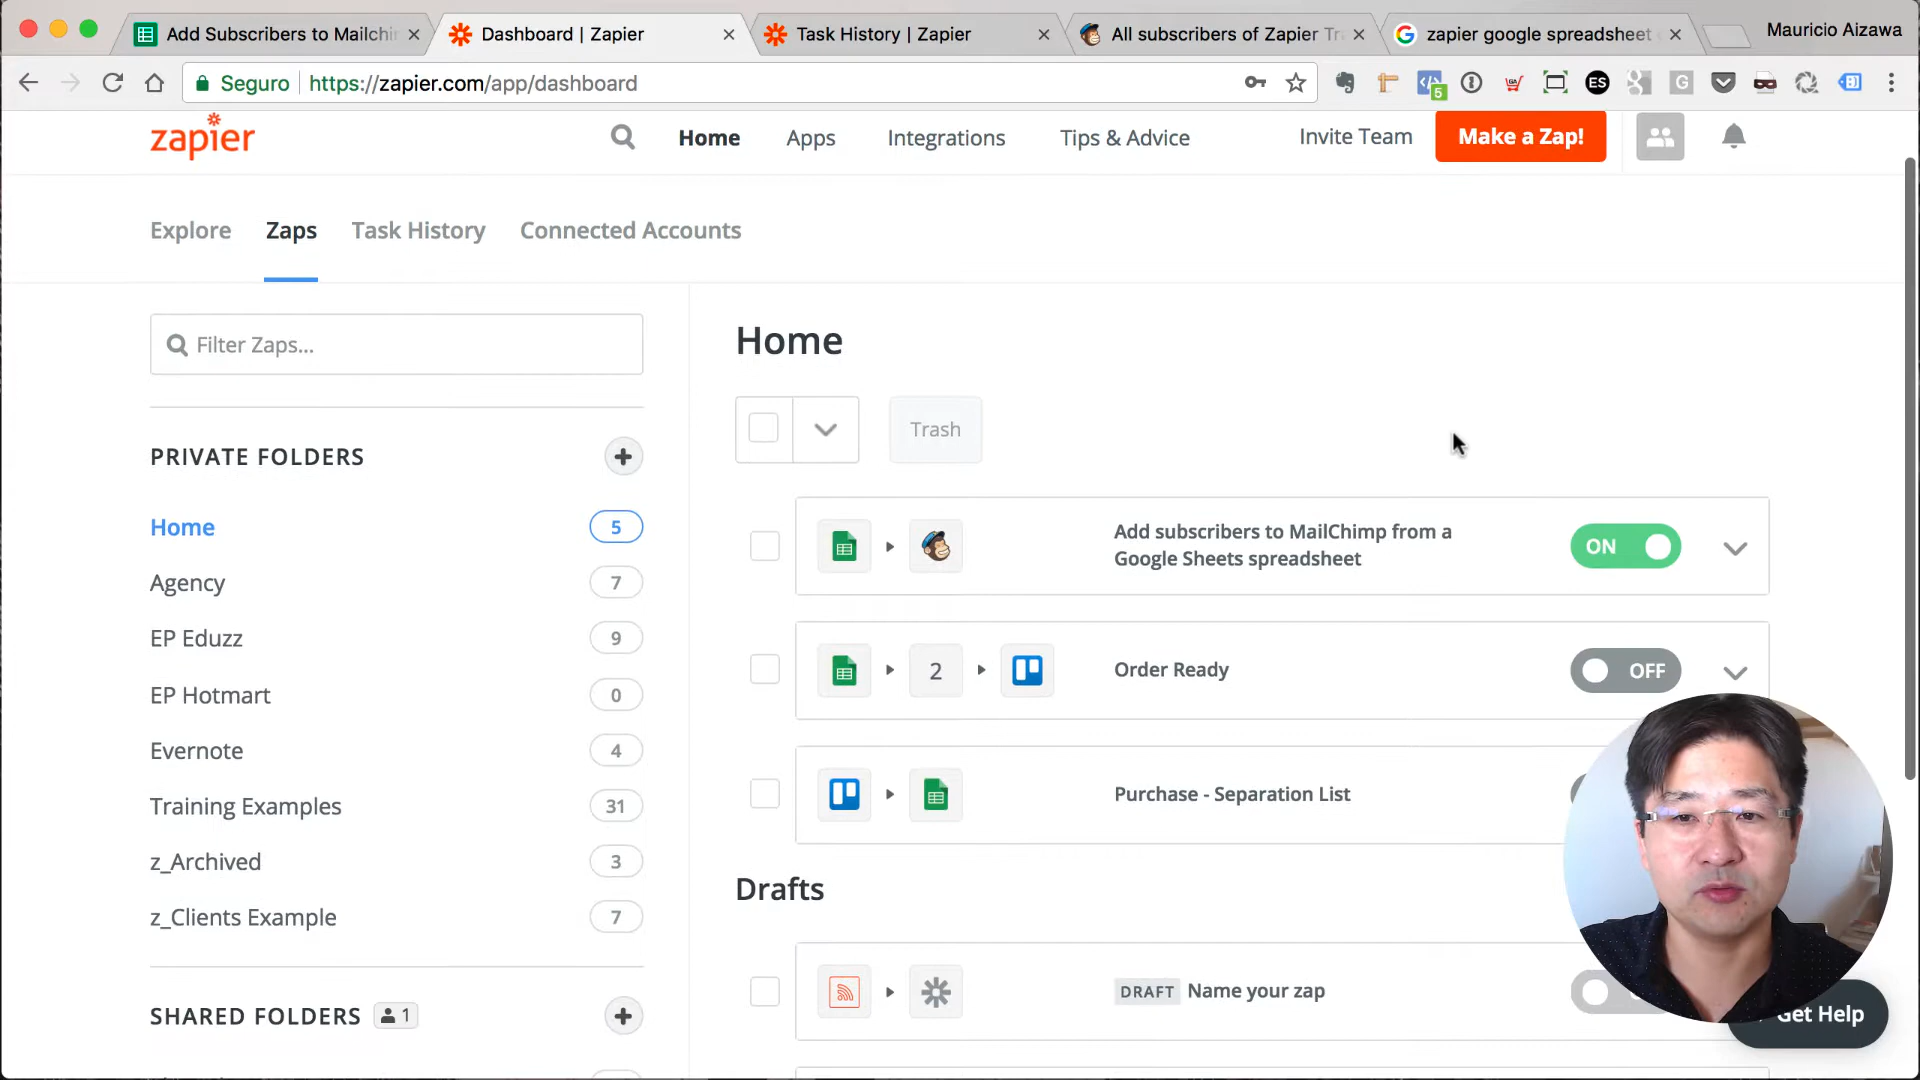 Add Subscribers to Mailchi
Dashboard | Zapier
Task History | Zapier
All subscribers of Zapier Tr
zapier google spreadsheet
Mauricio Aizawa
Seguro
https://zapier.com/app/dashboard
5
ES
G
zapier
Home
Apps
Integrations
Tips & Advice
Invite Team
Make a Zap!
Explore
Zaps
Task History
Connected Accounts
Filter Zaps...
PRIVATE FOLDERS
Home 5
Agency 7
EP Eduzz 9
EP Hotmart 0
Evernote 4
Training Examples 31
z_Archived 3
z_Clients Example 7
SHARED FOLDERS 1
Home
Trash
Add subscribers to MailChimp from a
Google Sheets spreadsheet
ON
2
Order Ready
OFF
Purchase - Separation List
Drafts
DRAFT Name your zap
Get Help